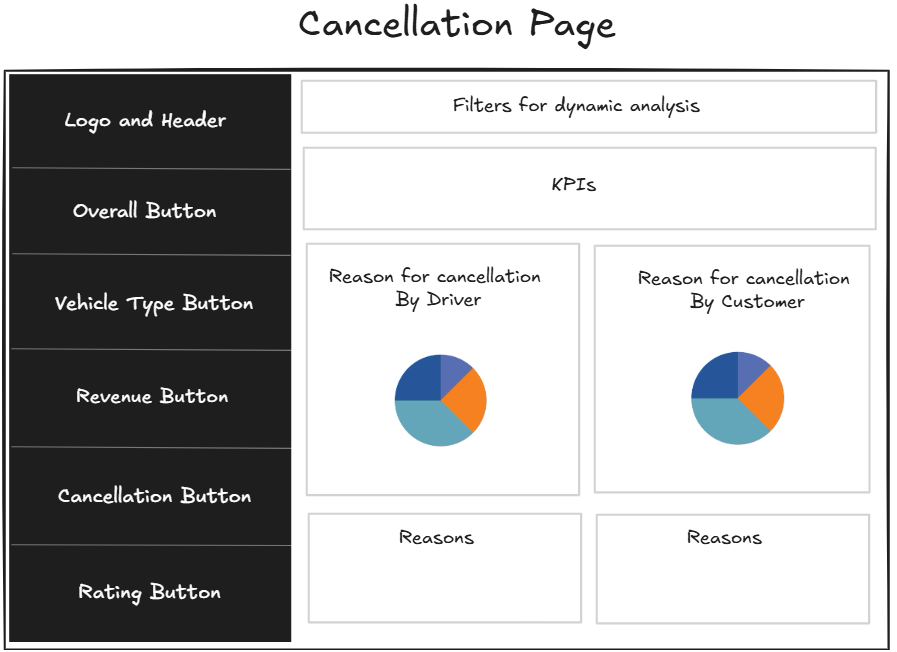 Cancellation Page
Logo and Header
Overall Button
Vehicle Type Button
Revenue Button
Cancellation Button
Rating Button
Filters for dynamic analysis
KPIs
Reason for cancellation
By Driver
Reason for cancellation
By Customer
Reasons
Reasons